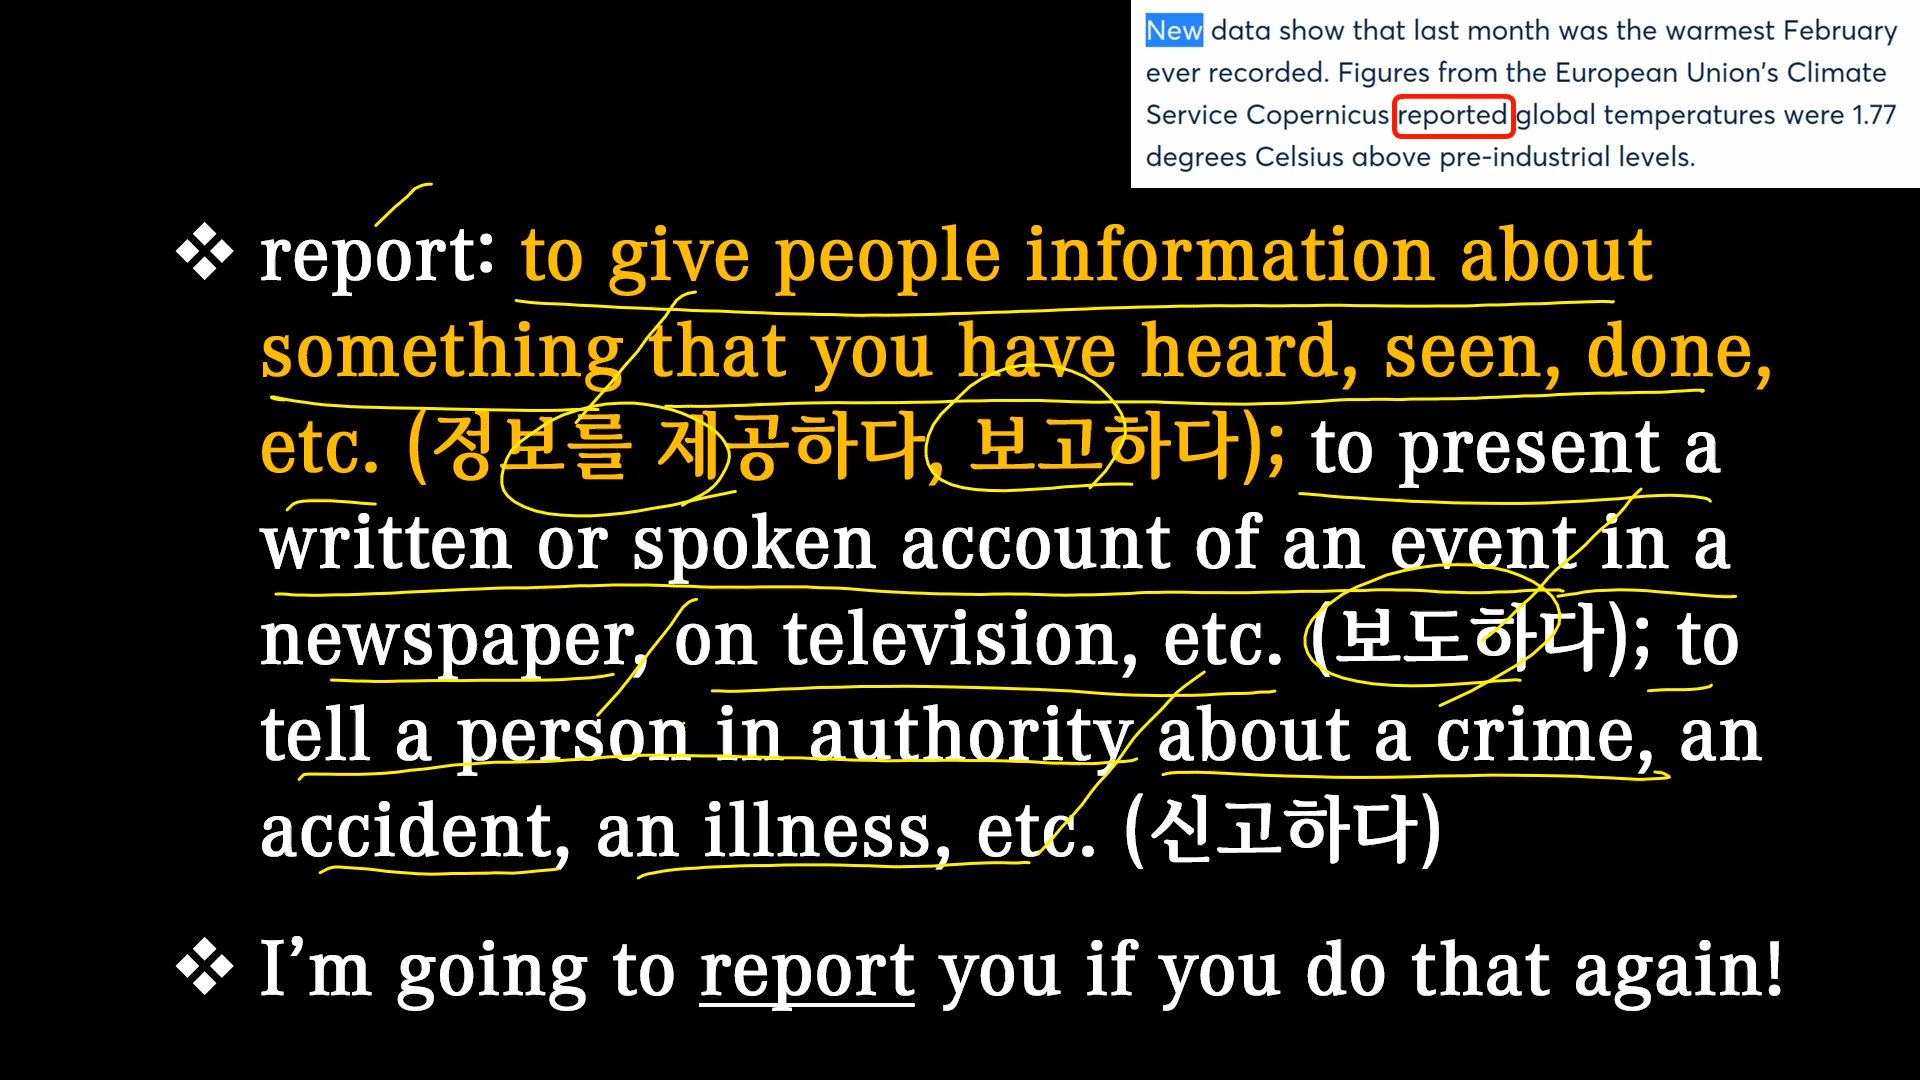 New data show that last month was the warmest February
ever recorded. Figures from the European Union's Climate
Service Copernicus reported global temperatures were 1.77
degrees Celsius above pre-industrial levels.
❖ report: to give people information about
something that you have heard, seen, done,
etc. (정보를 제공하다, 보고하다); to present a
written or spoken account of an event in a
newspaper, on television, etc. (보도하다); to
tell a person in authority about a crime, an
accident, an illness, etc. (신고하다)
❖ I’m going to report you if you do that again!